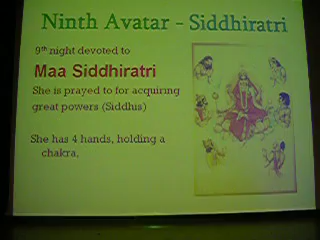 Ninth Avatar - Siddhiratri
9th night devoted to
Maa Siddhiratri
She is prayed to for acquiring
great powers (Siddhis)
She has 4 hands, holding a
chakra,